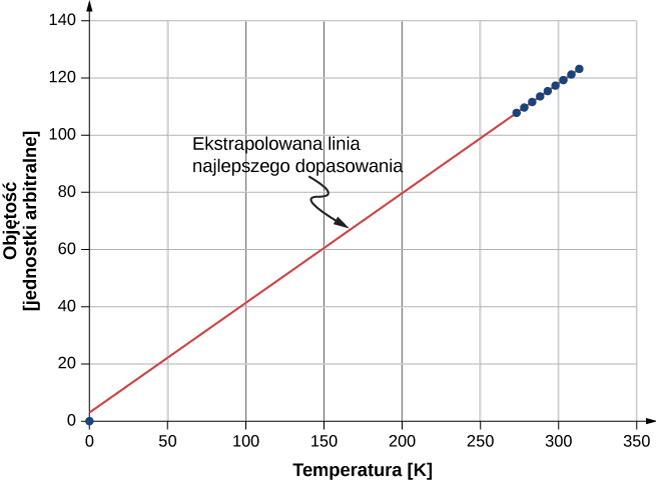 140
120
100
80
60
40
20
0
Objętość
[jednostki arbitralne]
Ekstrapolowana linia
najlepszego dopasowania
0 50 100 150 200 250 300 350
Temperatura [K]